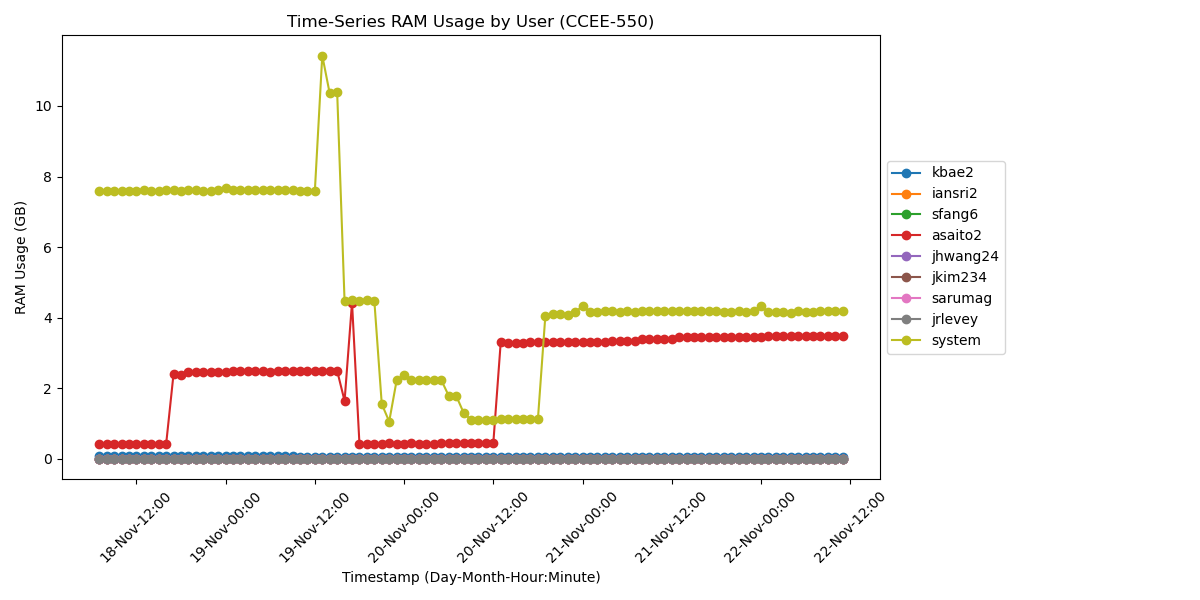 Time-Series RAM Usage by User (CCEE-550)
RAM Usage (GB)
10
8
6
4
2
0
18-Nov-12:00
19-Nov-00:00
19-Nov-12:00
20-Nov-00:00
20-Nov-12:00
21-Nov-00:00
21-Nov-12:00
22-Nov-00:00
22-Nov-12:00
Timestamp (Day-Month-Hour:Minute)
kbae2
iansri2
sfang6
asaito2
jhwang24
jkim234
sarumag
jrlevey
system